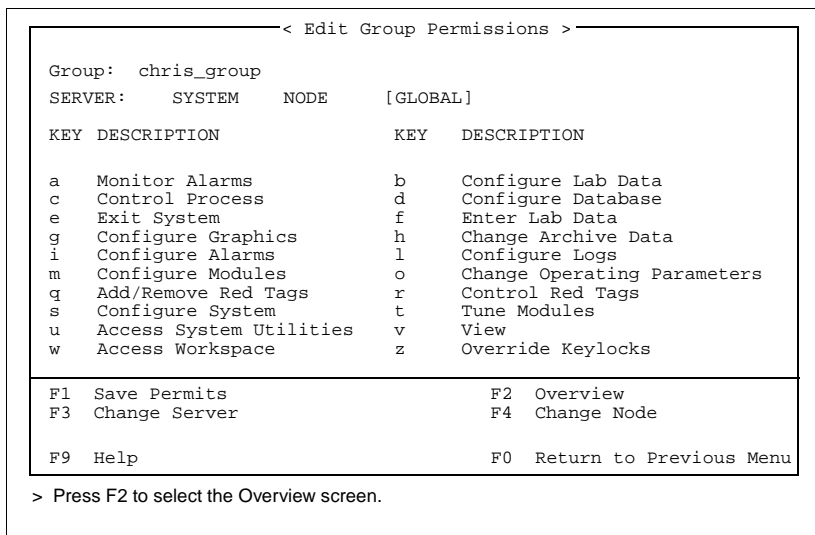 < Edit Group Permissions >
Group: chris_group
SERVER: SYSTEM NODE [GLOBAL]
KEY DESCRIPTION KEY DESCRIPTION
a Monitor Alarms b Configure Lab Data
c Control Process d Configure Database
e Exit System f Enter Lab Data
g Configure Graphics h Change Archive Data
i Configure Alarms l Configure Logs
m Configure Modules o Change Operating Parameters
q Add/Remove Red Tags r Control Red Tags
s Configure System t Tune Modules
u Access System Utilities v View
w Access Workspace z Override Keylocks
F1 Save Permits F2 Overview
F3 Change Server F4 Change Node
F9 Help F0 Return to Previous Menu
> Press F2 to select the Overview screen.